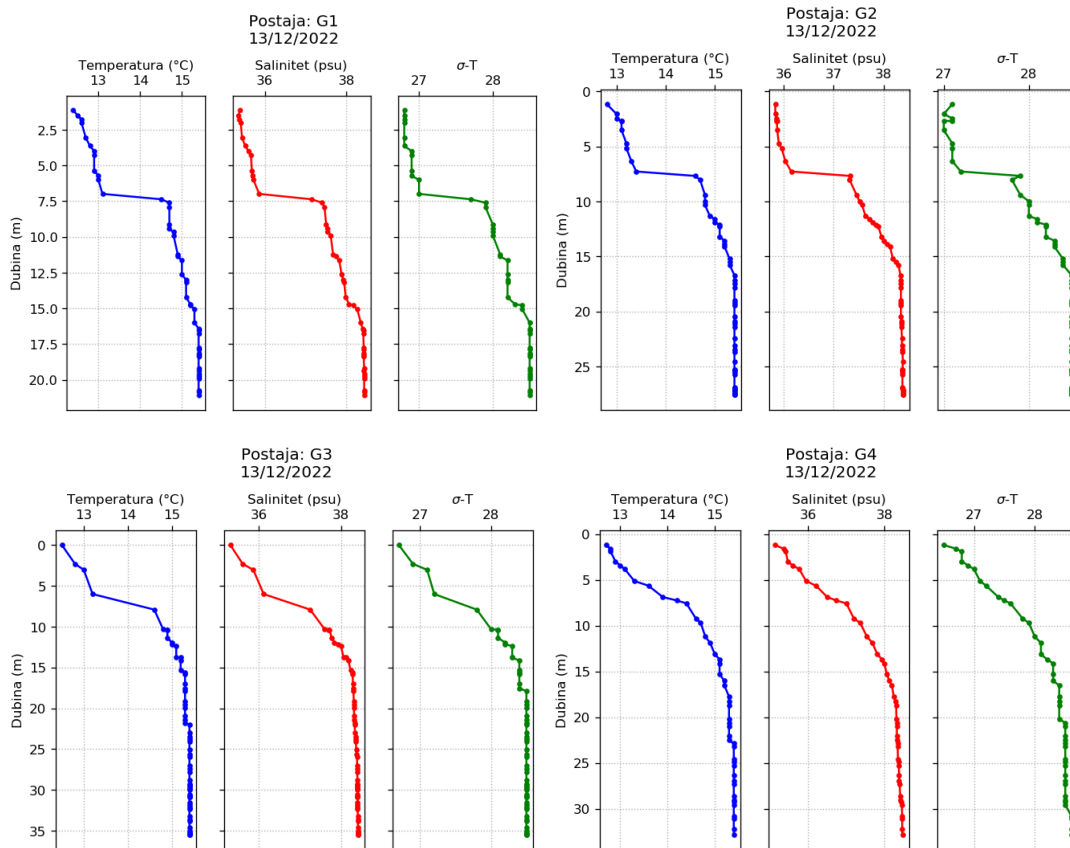 Postaja: G1
13/12/2022
Temperatura (°C)
13 15
Salinitet (psu)
36 38
σ-T
27 28
Dubina (m)
2.5
5.0
7.5
10.0
12.5
15.0
17.5
20.0
Postaja: G2
13/12/2022
Temperatura (°C)
13 15
Salinitet (psu)
36 37 38
σ-T
27 28
Dubina (m)
0
5
10
15
20
25
Postaja: G3
13/12/2022
Temperatura (°C)
13 14 15
Salinitet (psu)
36 38
σ-T
27 28
Dubina (m)
0
5
10
15
20
25
30
35
Postaja: G4
13/12/2022
Temperatura (°C)
13 15
Salinitet (psu)
36 38
σ-T
27 28
Dubina (m)
0
5
10
15
20
25
30